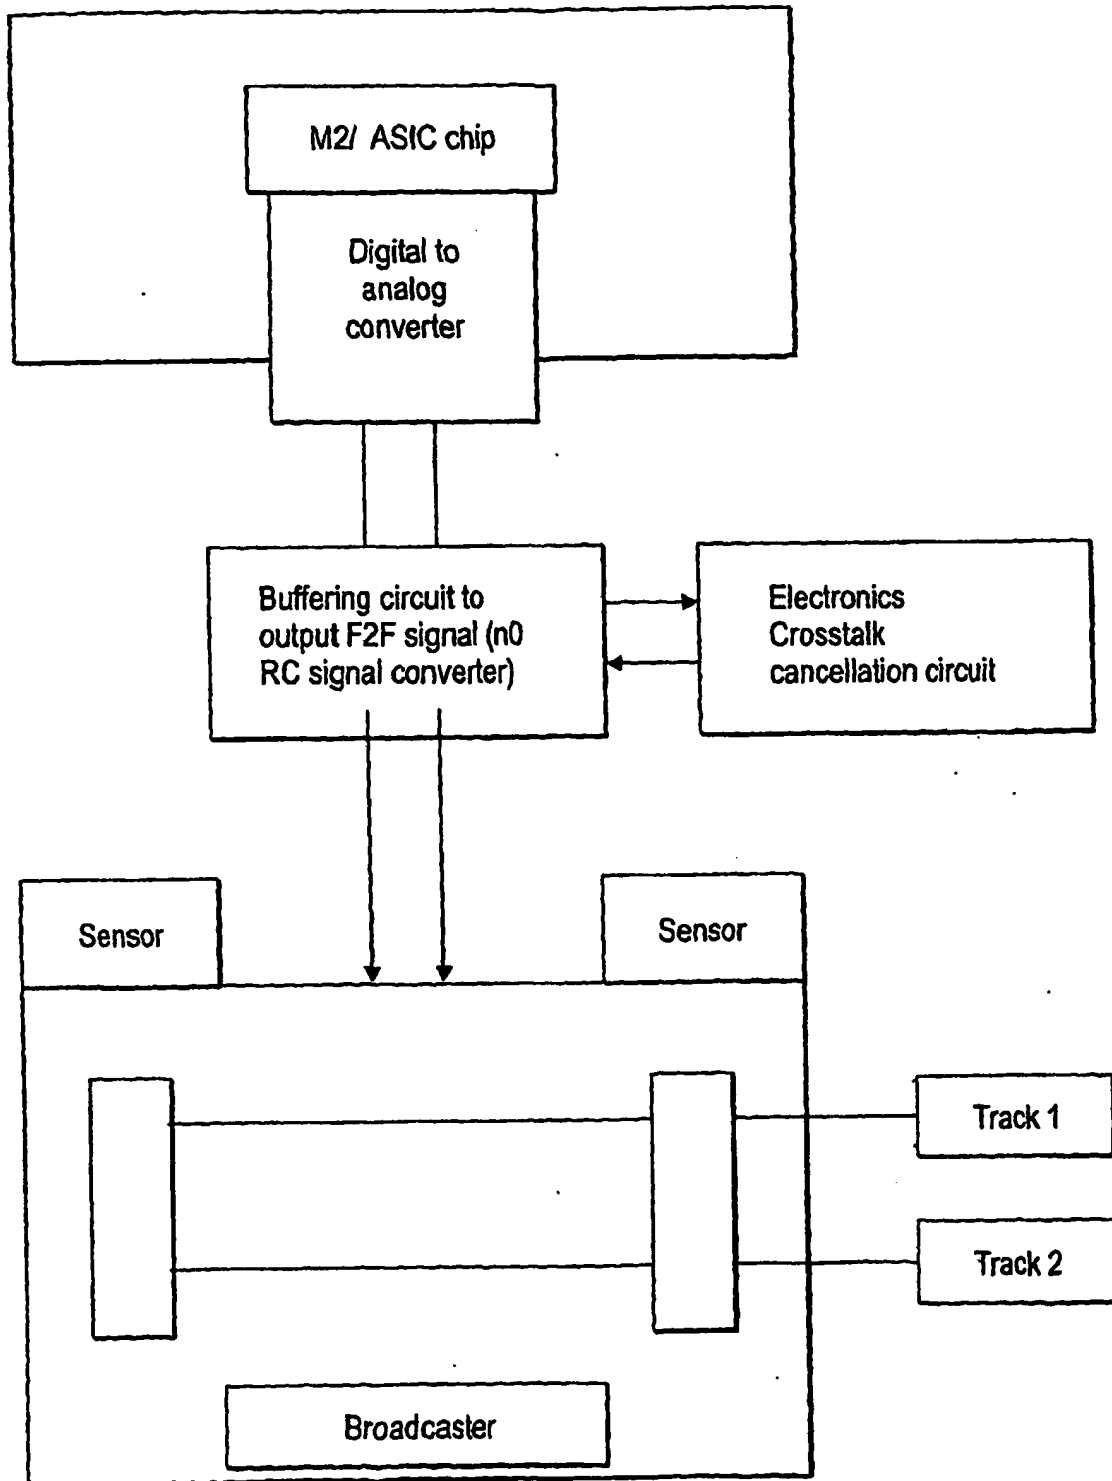 M2/ ASIC chip
Digital to
analog
converter
Buffering circuit to
output F2F signal (n0
RC signal converter)
Electronics
Crosstalk
cancellation circuit
Sensor
Sensor
Track 1
Track 2
Broadcaster